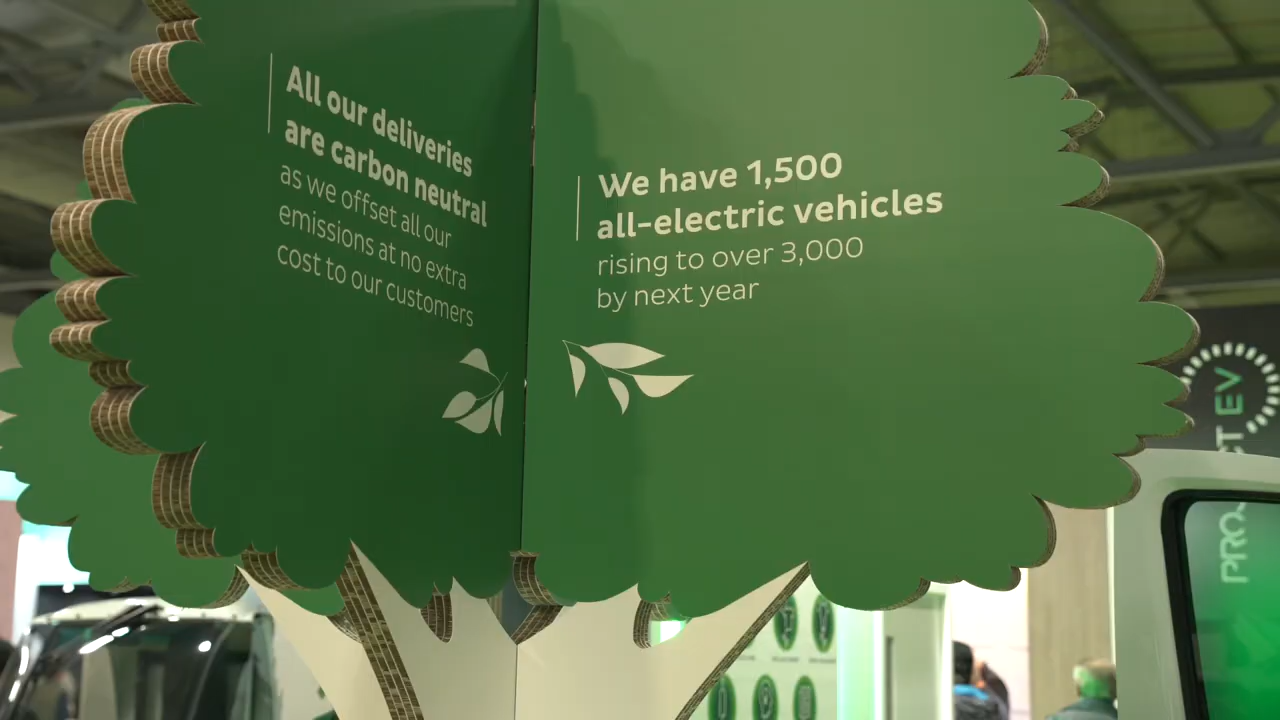 All our deliveries
are carbon neutral
as we offset all our
emissions at no extra
cost to our customers
We have 1,500
all-electric vehicles
rising to over 3,000
by next year
EV